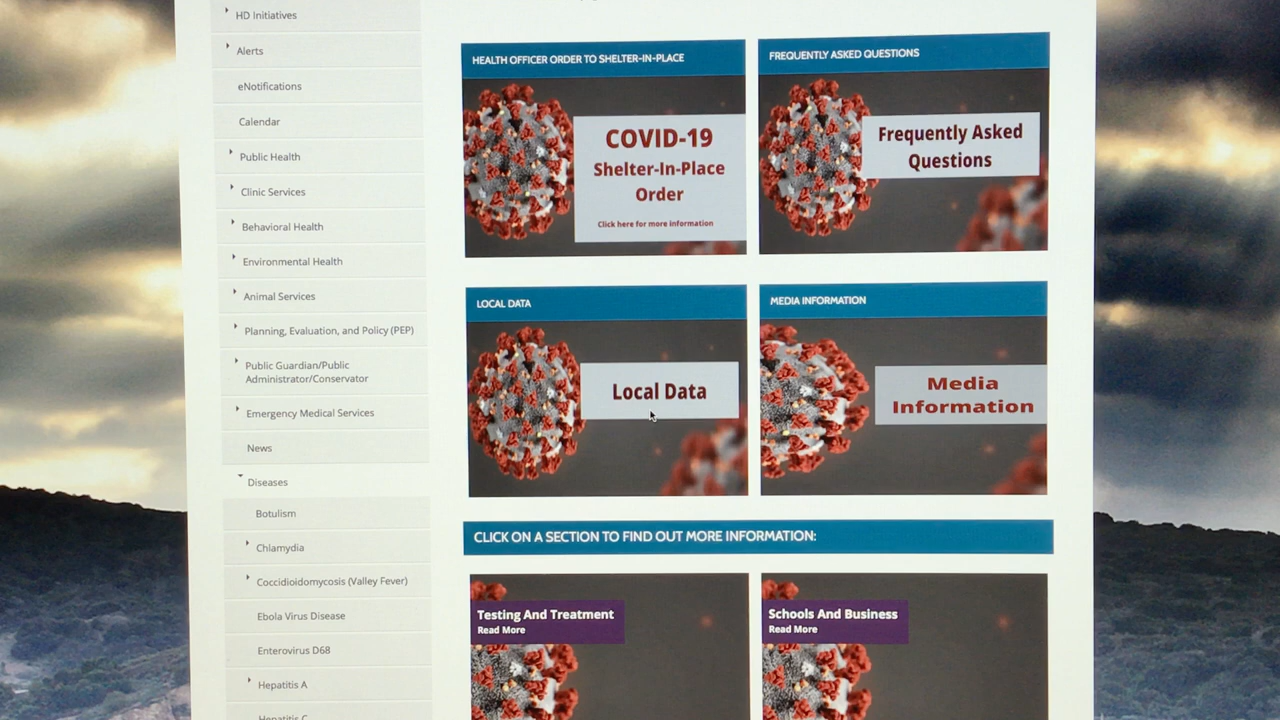 HD Initiatives
Alerts
eNotifications
Calendar
Public Health
Clinic Services
Behavioral Health
Environmental Health
Animal Services
Planning, Evaluation, and Policy (PEP)
Public Guardian/Public
Administrator/Conservator
Emergency Medical Services
News
Diseases
Botulism
Chlamydia
Coccidioidomycosis (Valley Fever)
Ebola Virus Disease
Enterovirus D68
Hepatitis A
Hepatitis C
HEALTH OFFICER ORDER TO SHELTER-IN-PLACE
COVID-19
Shelter-In-Place
Order
Click here for more information
FREQUENTLY ASKED QUESTIONS
Frequently Asked
Questions
LOCAL DATA
Local Data
MEDIA INFORMATION
Media
Information
CLICK ON A SECTION TO FIND OUT MORE INFORMATION:
Testing And Treatment
Read More
Schools And Business
Read More